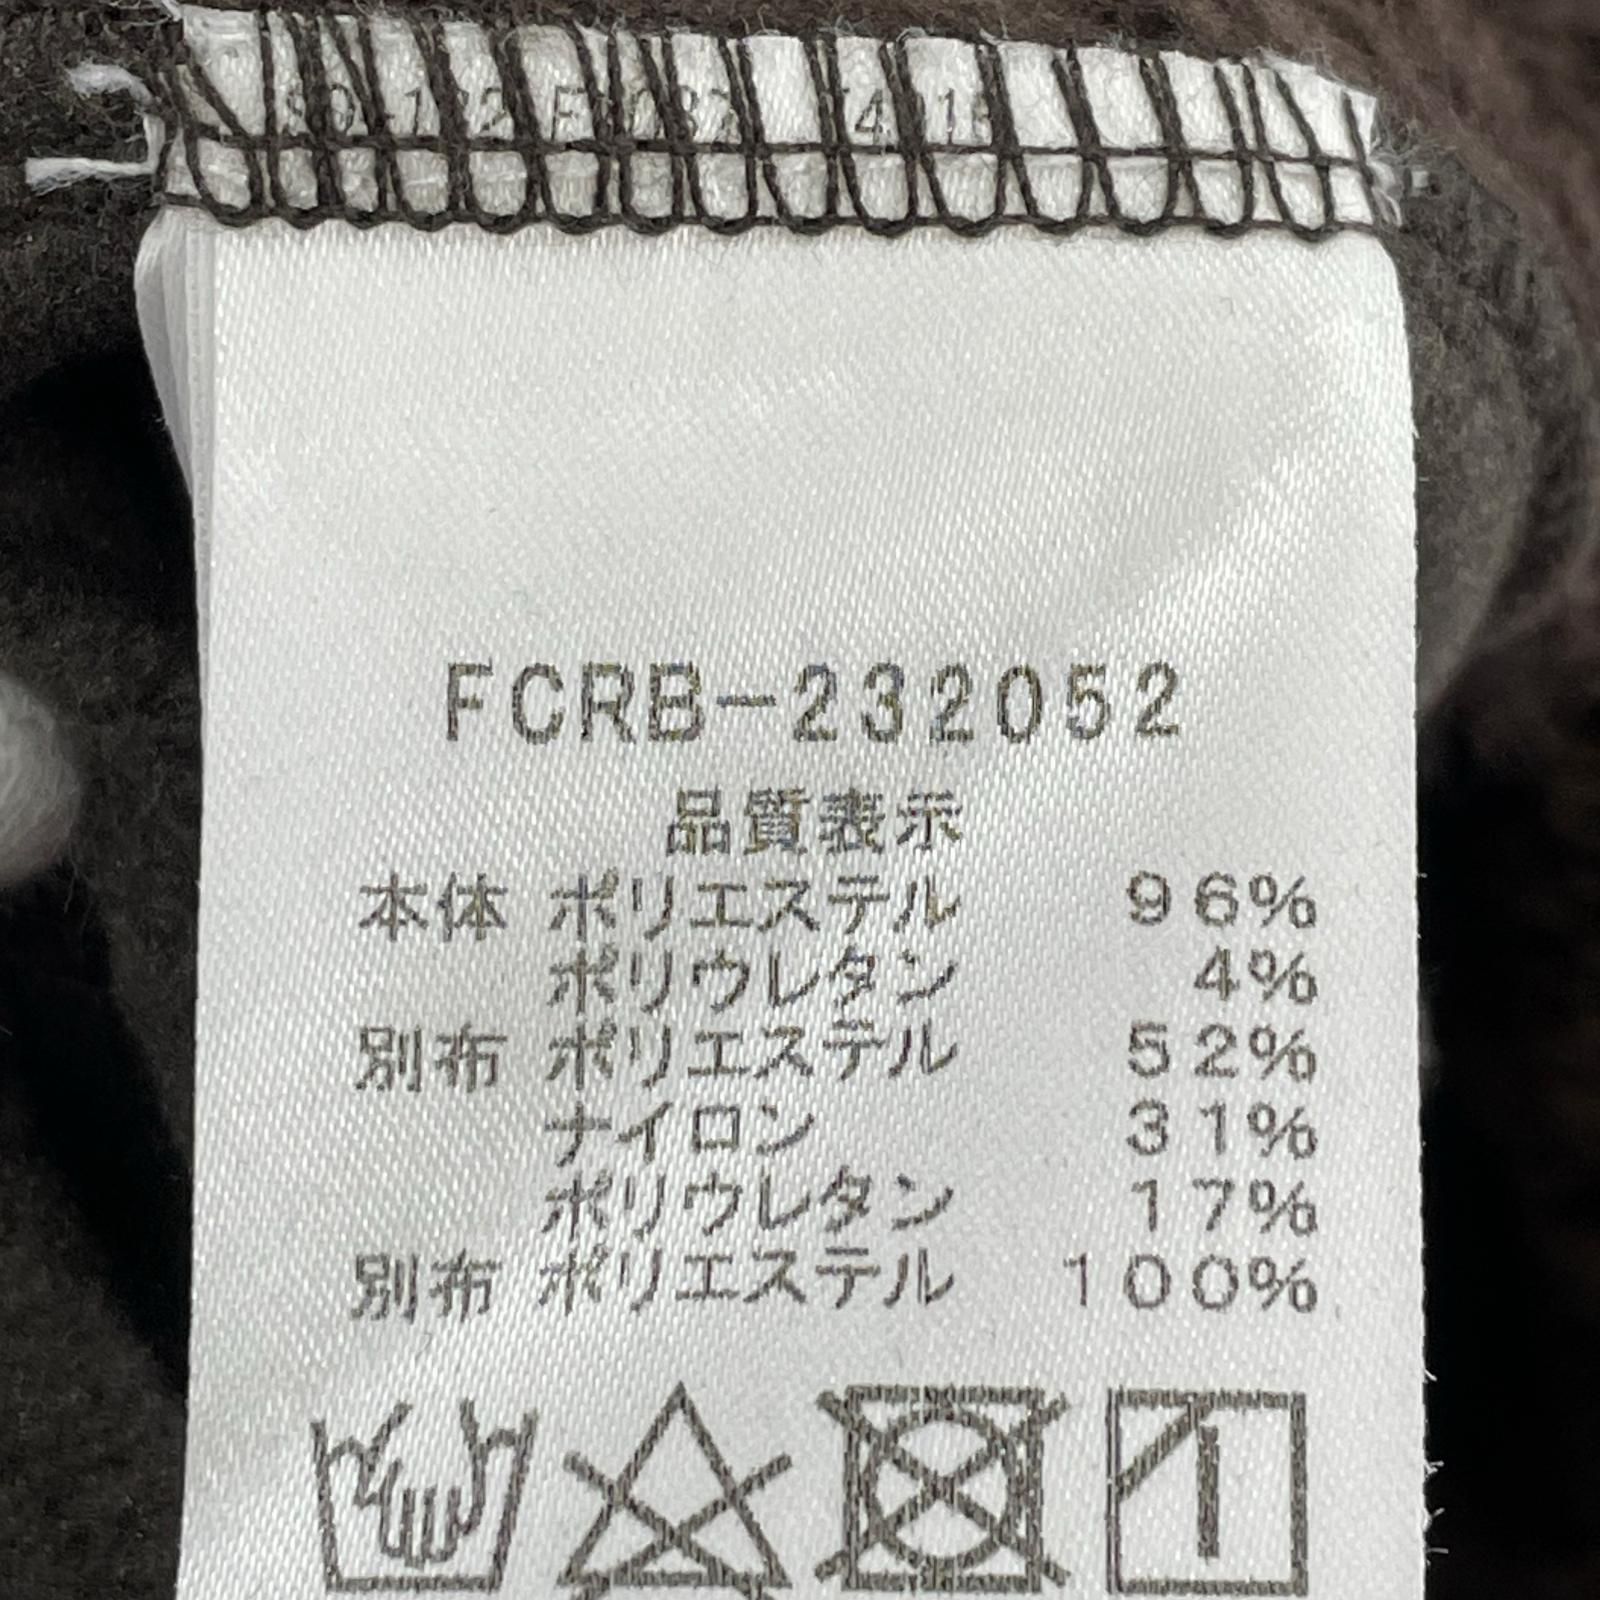 FCRB-232052
品質表示
本体 ポリエステル 96%
ポリウレタン 4%
別布 ポリエステル 52%
ナイロン 31%
ポリウレタン 17%
別布 ポリエステル 100%